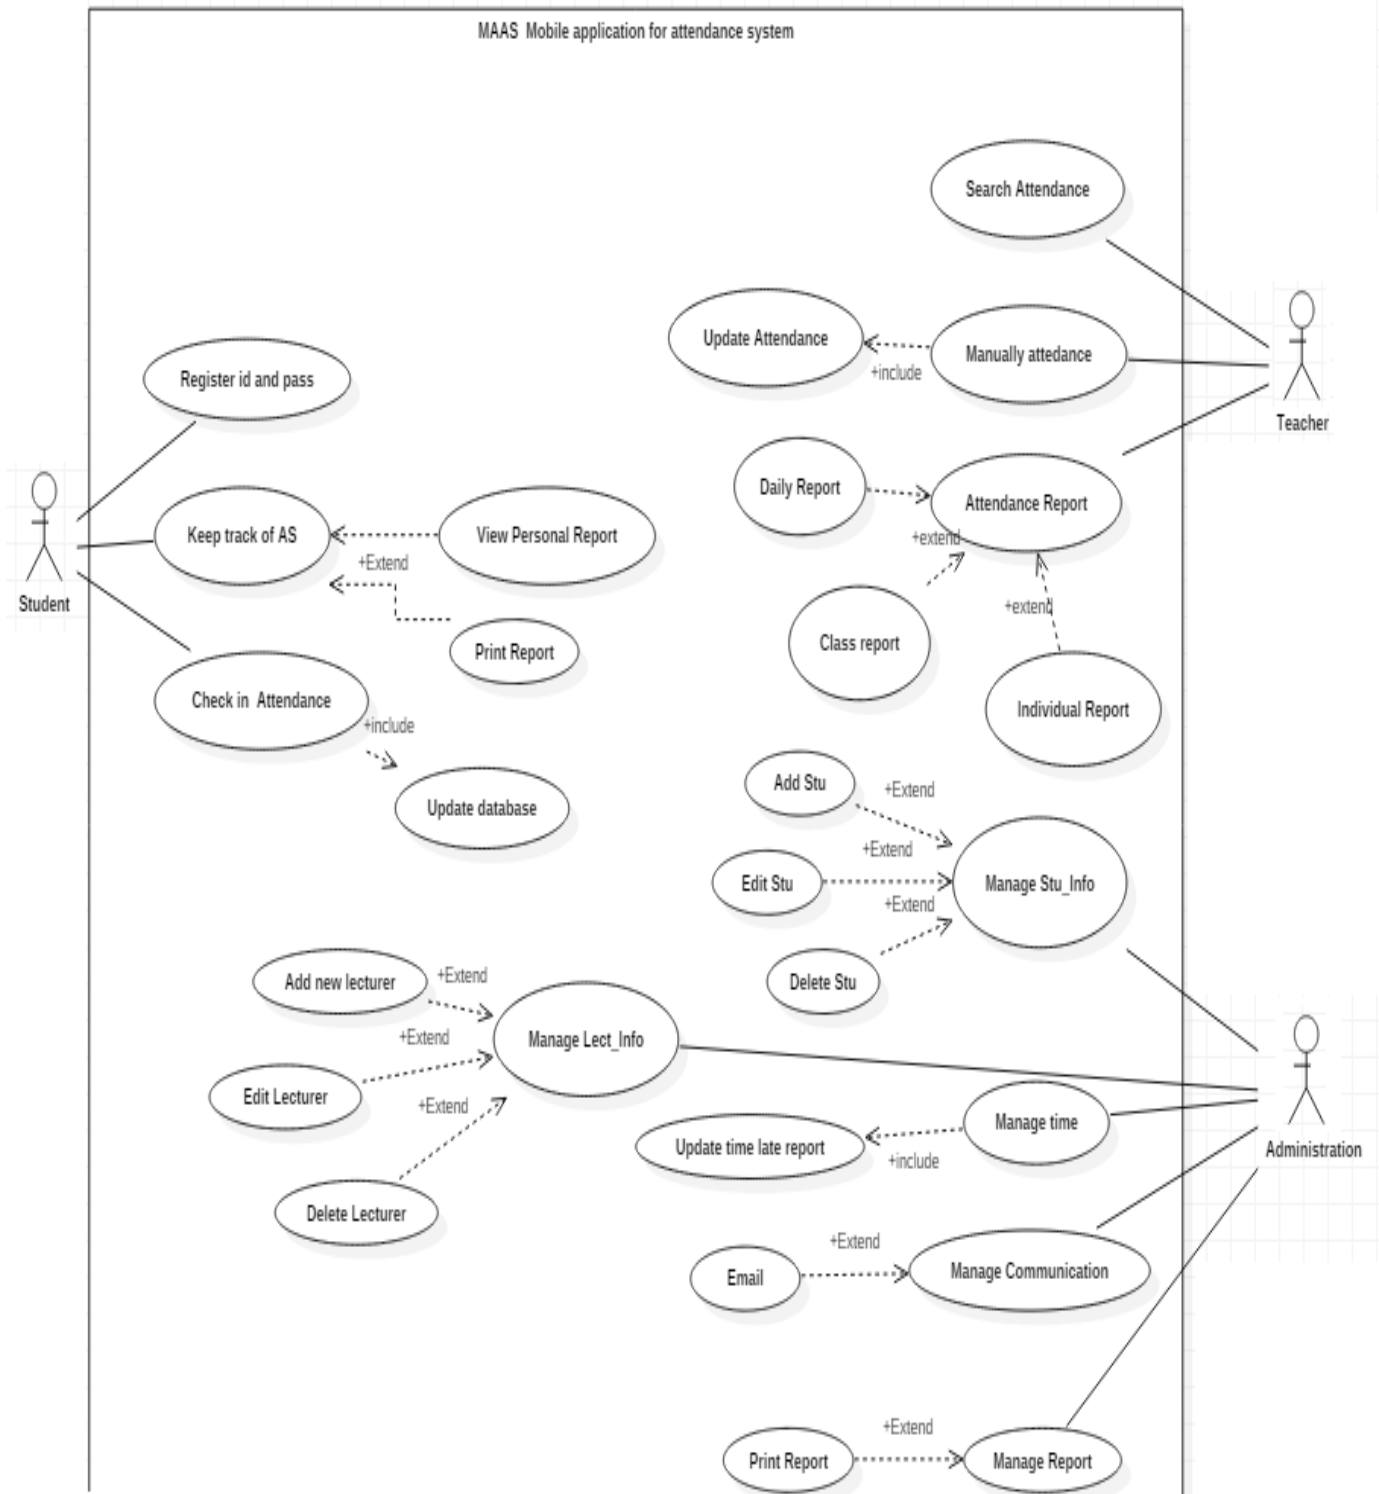 MAAS  Mobile application for attendance system
Search Attendance
Update Attendance
+include
Manually attedance
Teacher
Register id and pass
Daily Report
Attendance Report
+extend
Student
Keep track of AS
View Personal Report
+Extend
Print Report
+extend
Class report
Individual Report
Check in  Attendance
+include
Update database
Add Stu
+Extend
Edit Stu
+Extend
Manage Stu_Info
+Extend
Delete Stu
Add new lecturer
+Extend
Manage Lect_Info
+Extend
Edit Lecturer
+Extend
Delete Lecturer
Manage time
Update time late report
+include
Administration
Email
+Extend
Manage Communication
Print Report
+Extend
Manage Report